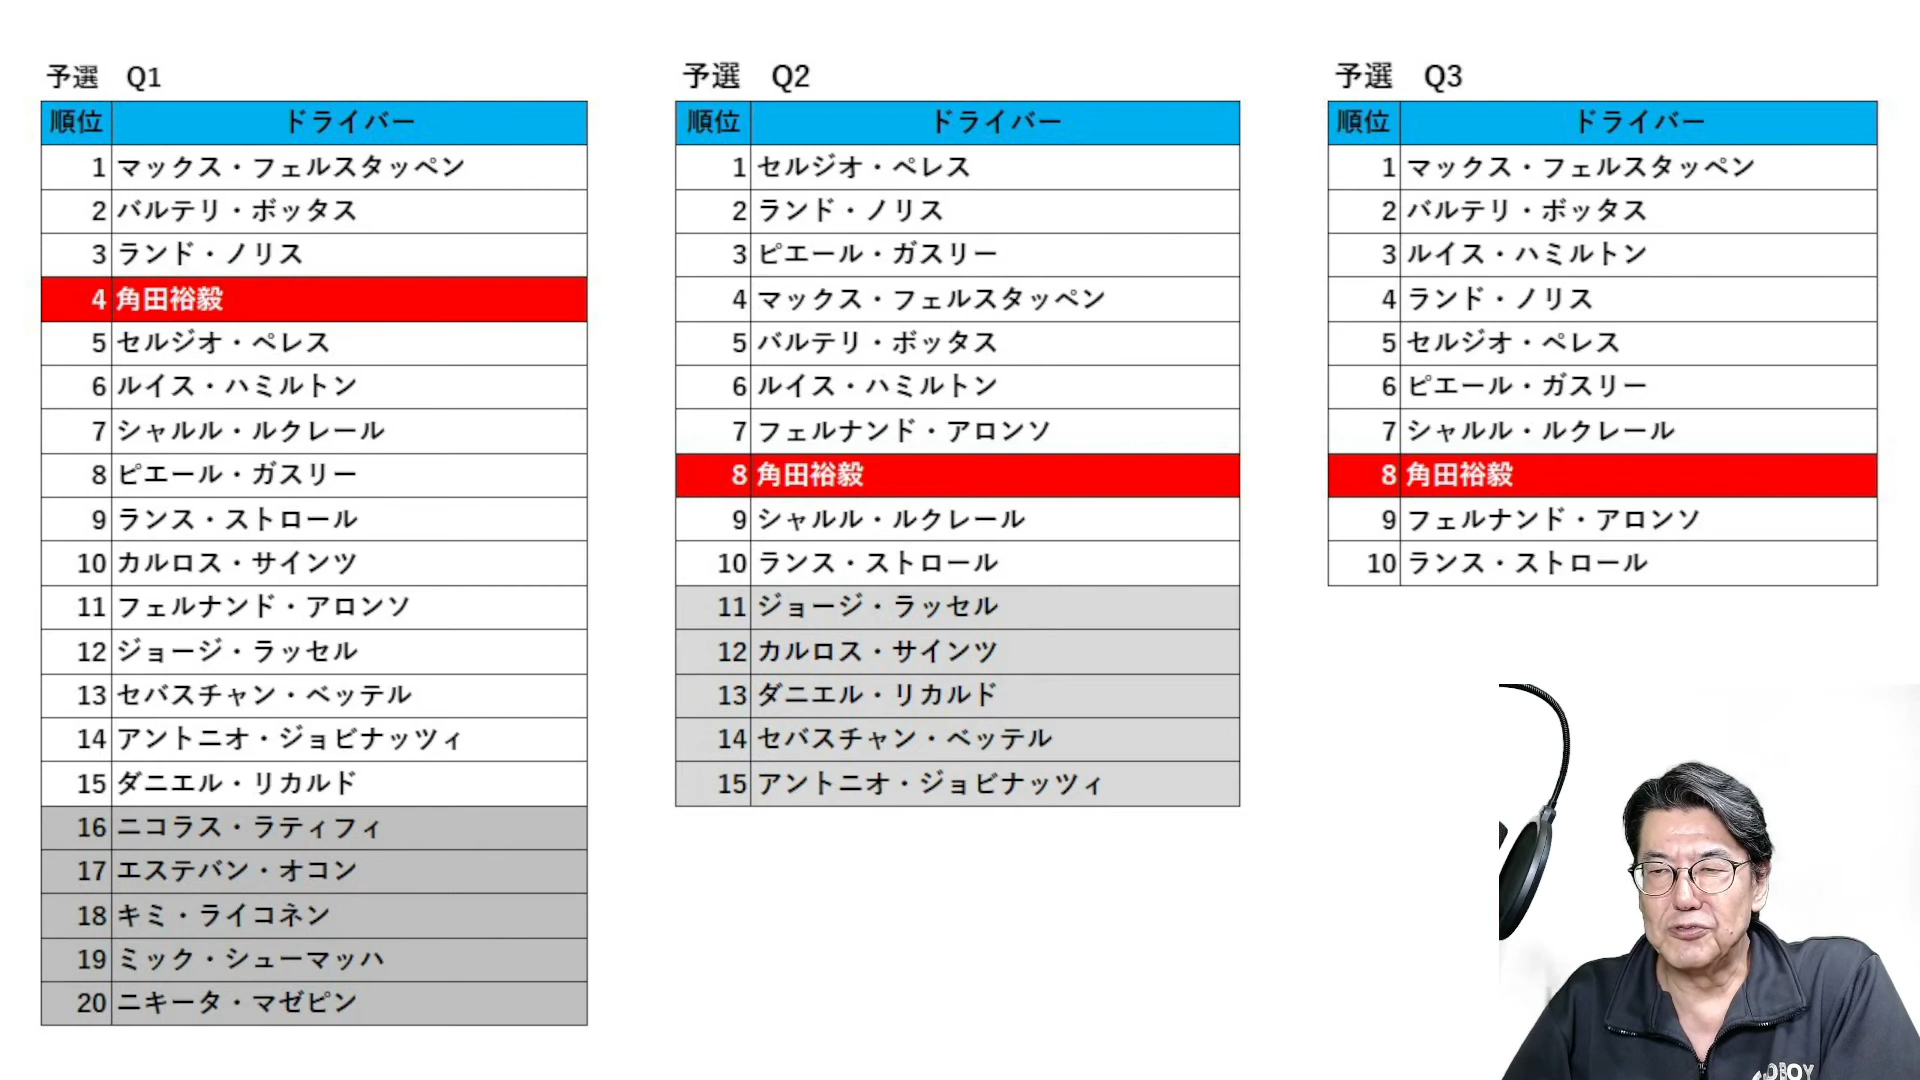 予選 Q1
順位 ドライバー
1 マックス・フェルスタッペン
2 バルテリ・ボッタス
3 ランド・ノリス
4 角田裕毅
5 セルジオ・ペレス
6 ルイス・ハミルトン
7 シャルル・ルクレール
8 ピエール・ガスリー
9 ランス・ストロール
10 カルロス・サインツ
11 フェルナンド・アロンソ
12 ジョージ・ラッセル
13 セバスチャン・ベッテル
14 アントニオ・ジョビナッツィ
15 ダニエル・リカルド
16 ニコラス・ラティフィ
17 エステバン・オコン
18 キミ・ライコネン
19 ミック・シューマッハ
20 ニキータ・マゼピン
予選 Q2
順位 ドライバー
1 セルジオ・ペレス
2 ランド・ノリス
3 ピエール・ガスリー
4 マックス・フェルスタッペン
5 バルテリ・ボッタス
6 ルイス・ハミルトン
7 フェルナンド・アロンソ
8 角田裕毅
9 シャルル・ルクレール
10 ランス・ストロール
11 ジョージ・ラッセル
12 カルロス・サインツ
13 ダニエル・リカルド
14 セバスチャン・ベッテル
15 アントニオ・ジョビナッツィ
予選 Q3
順位 ドライバー
1 マックス・フェルスタッペン
2 バルテリ・ボッタス
3 ルイス・ハミルトン
4 ランド・ノリス
5 セルジオ・ペレス
6 ピエール・ガスリー
7 シャルル・ルクレール
8 角田裕毅
9 フェルナンド・アロンソ
10 ランス・ストロール